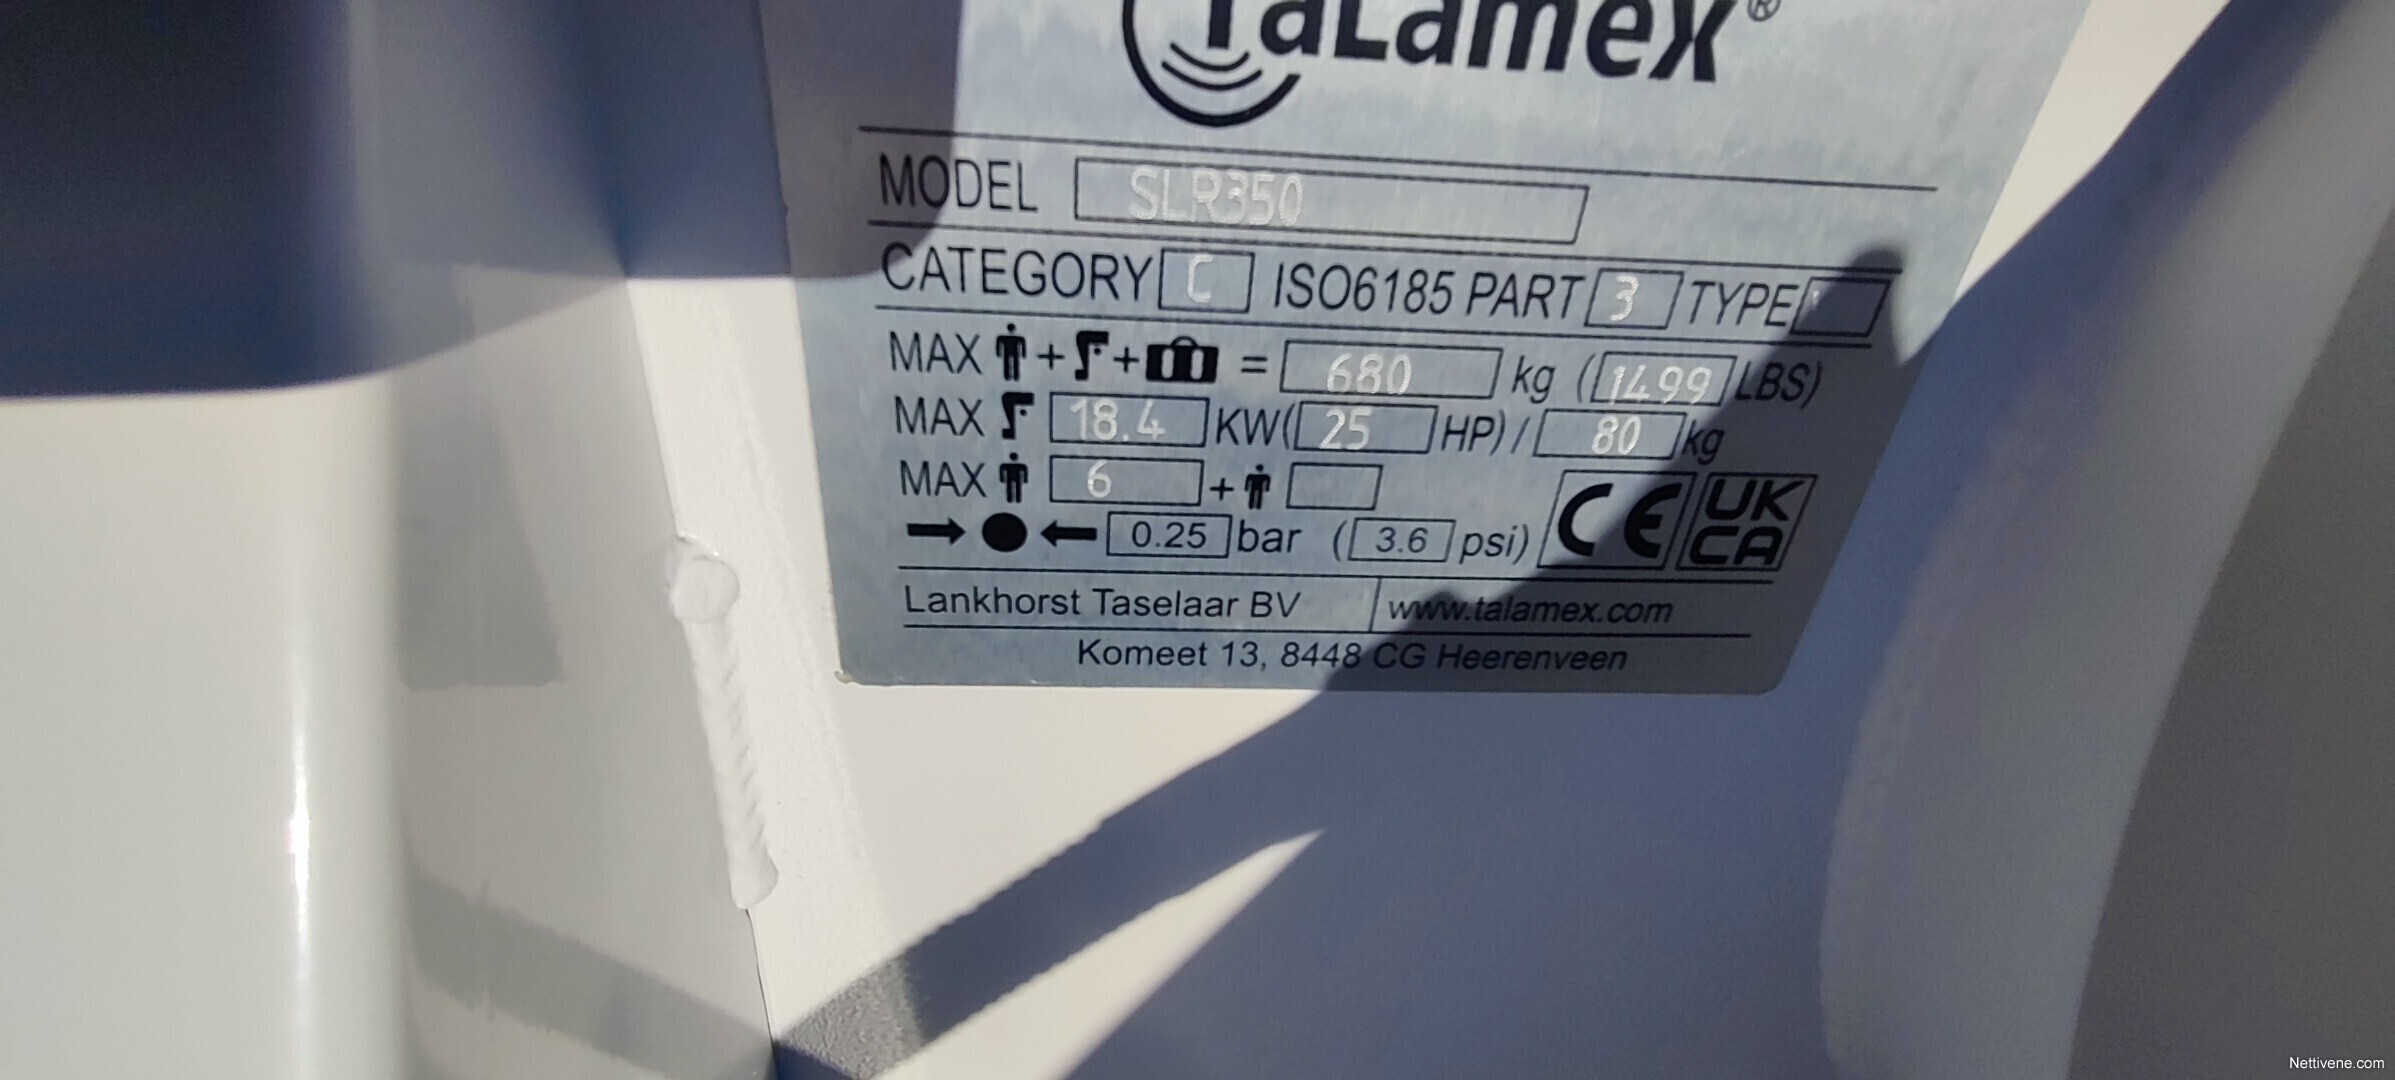 TaLameX®
MODEL SLR350
CATEGORY C ISO6185 PART 3 TYPE
MAX + + = 680 kg (1499 LBS)
MAX 18.4 KW(25 HP)/ 80 kg
MAX 6 +
0.25 bar (3.6 psi) CE UK CA
Lankhorst Taselaar BV www.talamex.com
Komeet 13, 8448 CG Heerenveen
Nettivene.com